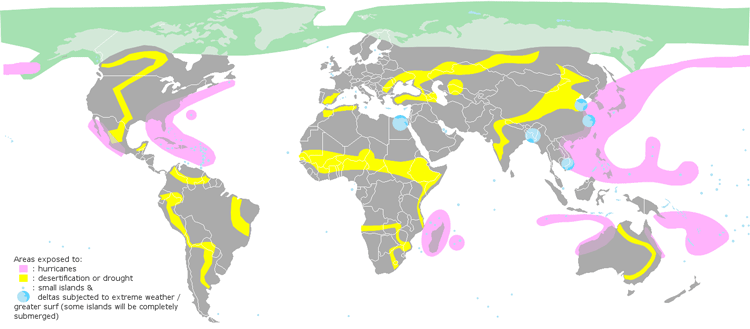 Areas exposed to:
: hurricanes
: desertification or drought
: small islands &
deltas subjected to extreme weather /
greater surf (some islands will be completely
submerged)